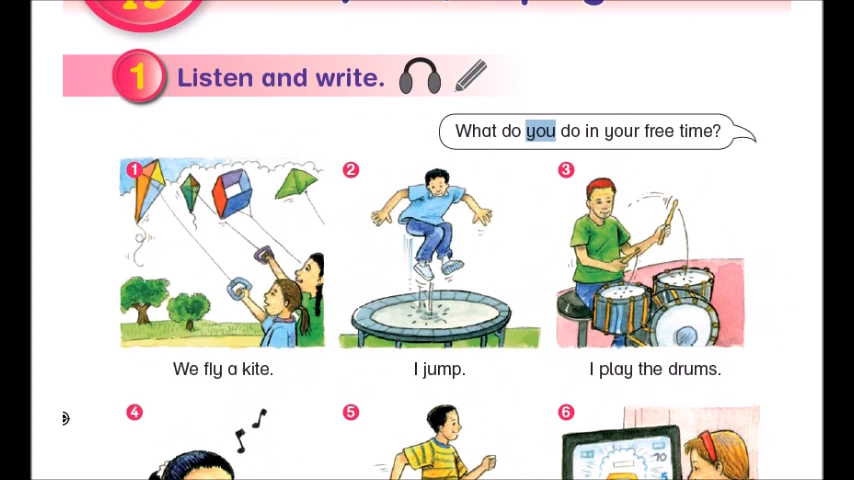 1 Listen and write.
What do you do in your free time?
1
2
3
We fly a kite.
I jump.
I play the drums.
4
5
6